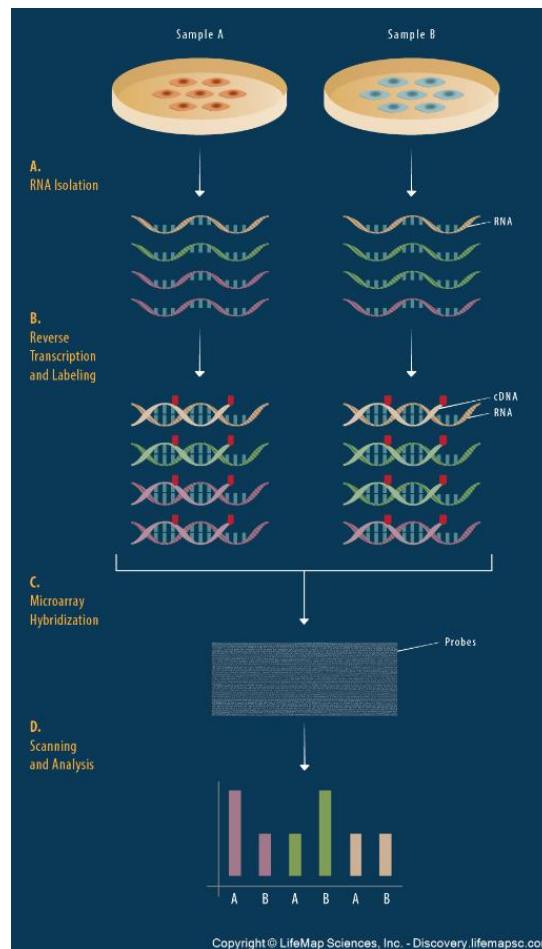 Sample A
Sample B
A.
RNA Isolation
RNA
B.
Reverse
Transcription
and Labeling
cDNA
RNA
C.
Microarray
Hybridization
Probes
D.
Scanning
and Analysis
A B A B A B
Copyright © LifeMap Sciences, Inc. - Discovery.lifemapsc.co